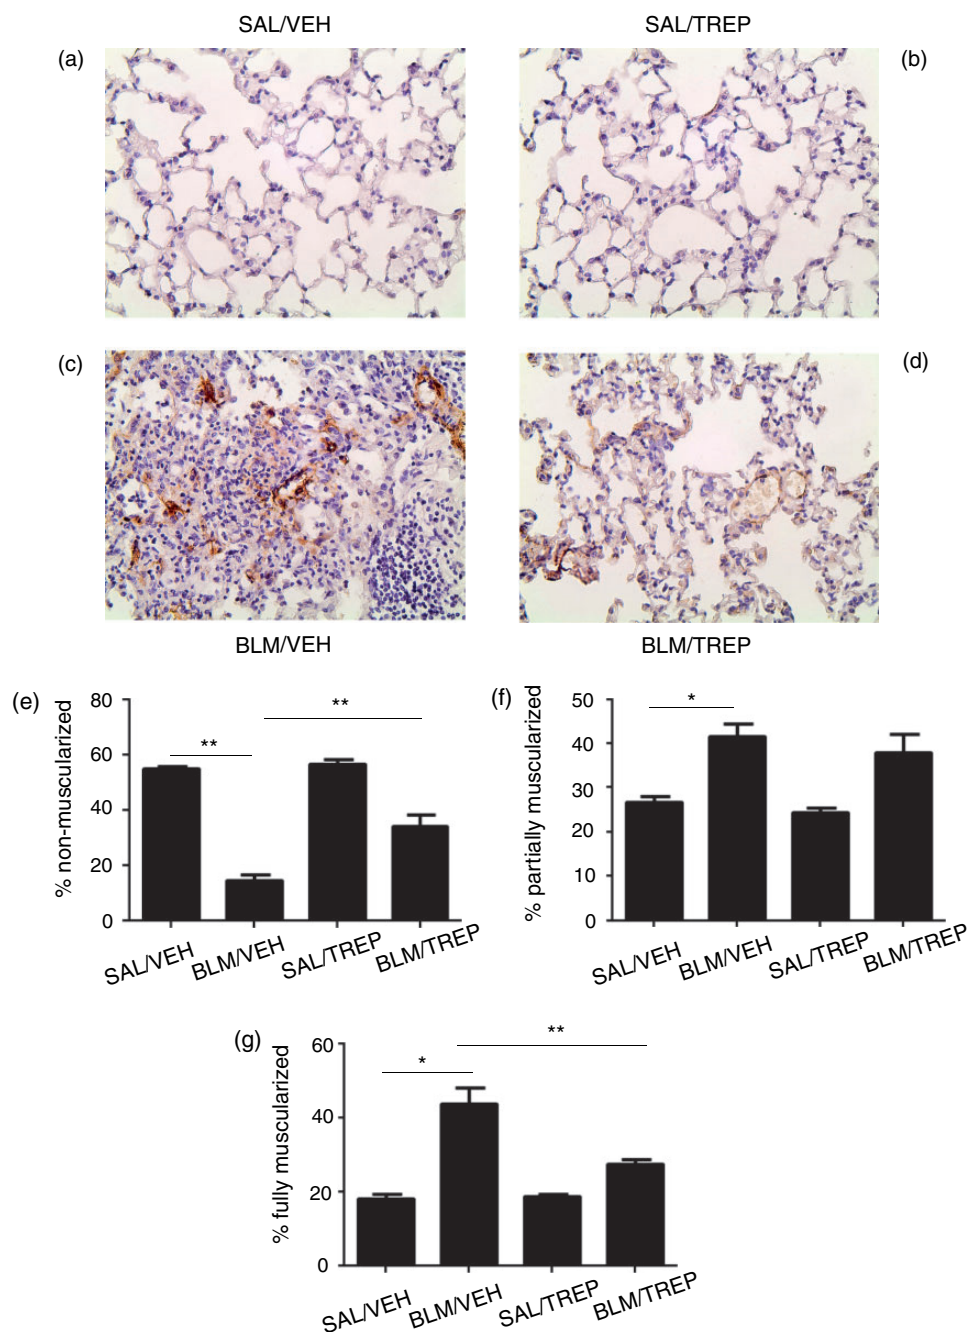 SAL/VEH
SAL/TREP
(a)
(b)
(c)
(d)
BLM/VEH
BLM/TREP
(e)
% non-muscularized
80
60
40
20
0
**
**
SAL/VEH
BLM/VEH
SAL/TREP
BLM/TREP
(f)
% partially muscularized
50
40
30
20
10
0
*
SAL/VEH
BLM/VEH
SAL/TREP
BLM/TREP
(g)
% fully muscularized
60
40
20
0
*
**
SAL/VEH
BLM/VEH
SAL/TREP
BLM/TREP